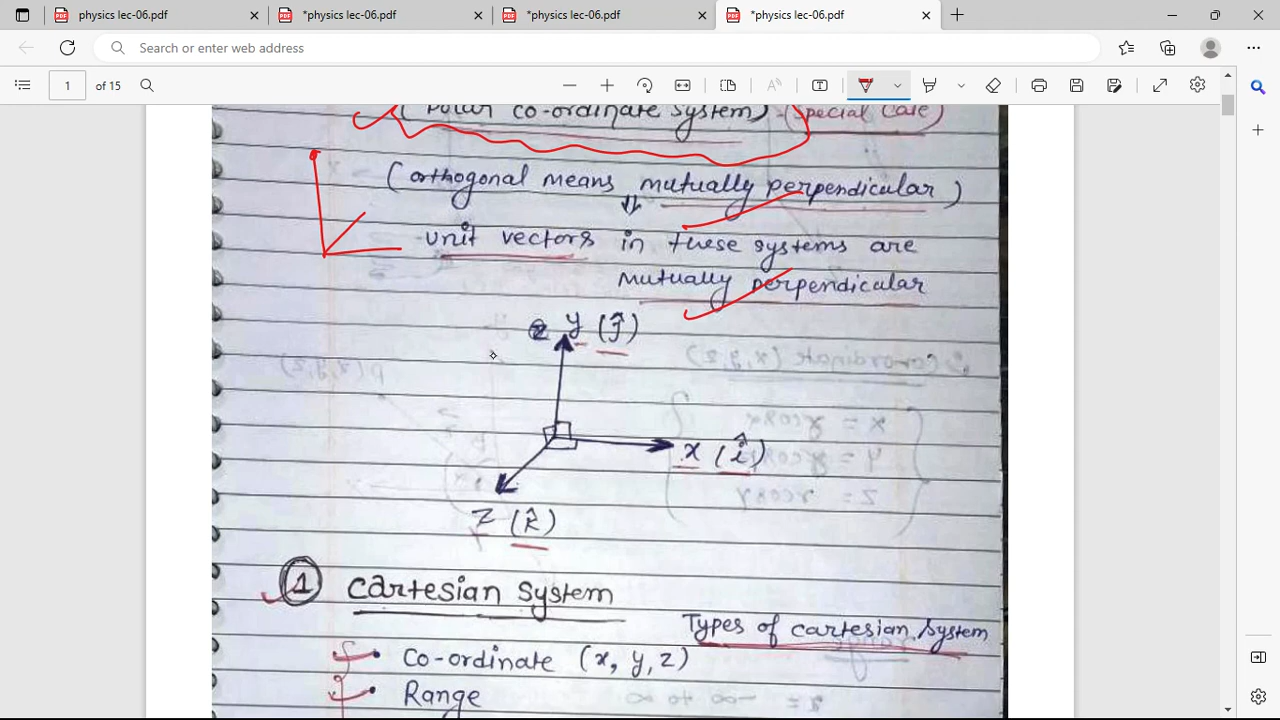 physics lec-06.pdf
*physics lec-06.pdf
*physics lec-06.pdf
*physics lec-06.pdf
Search or enter web address
1 of 15
(Polar co-ordinate system) (special case)
(orthogonal means mutually perpendicular)
⇓
unit vectors in these systems are
mutually perpendicular
y (ĵ)
x (î)
z (k̂)
1 Cartesian System
Types of cartesian system
• Co-ordinate (x, y, z)
• Range